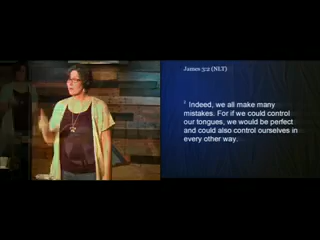 James 3:2 (NLT)
2 Indeed, we all make many
mistakes. For if we could control
our tongues, we would be perfect
and could also control ourselves in
every other way.